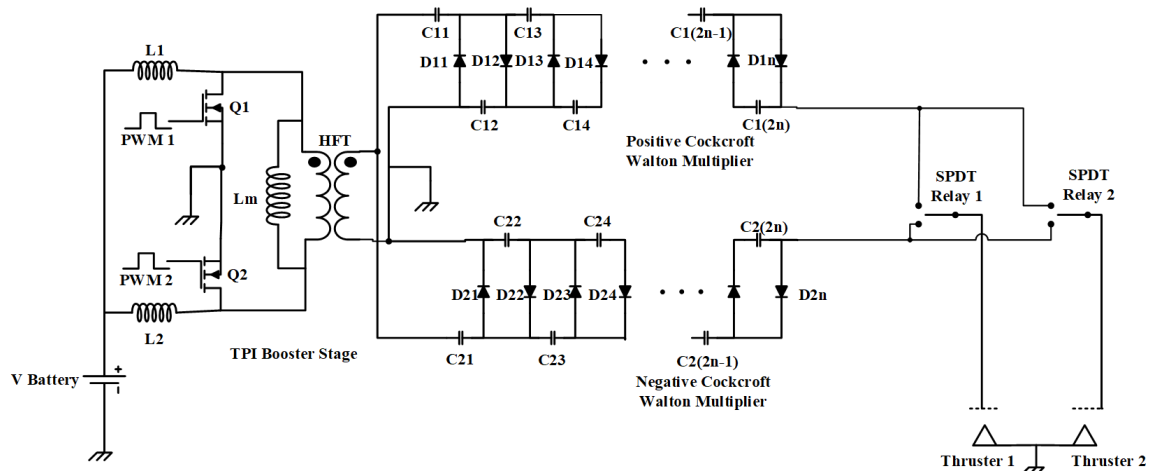 C11
C13
C1(2n-1)
L1
D11
D12
D13
D14
D1n
Q1
PWM 1
HFT
C12
C14
C1(2n)
Positive Cockcroft
Walton Multiplier
SPDT
Relay 1
SPDT
Relay 2
Lm
C22
C24
C2(2n)
PWM 2
Q2
D21
D22
D23
D24
D2n
L2
TPI Booster Stage
C21
C23
C2(2n-1)
V Battery
+
-
Negative Cockcroft
Walton Multiplier
Thruster 1
Thruster 2